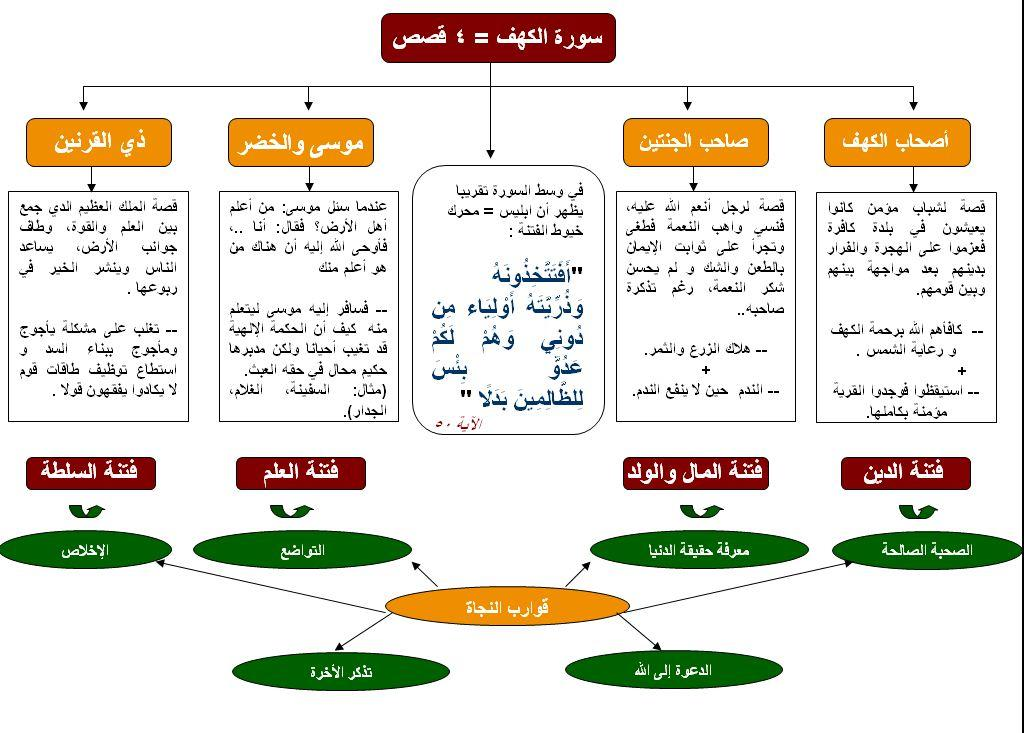 سورة الكهف = ٤ قصص
أصحاب الكهف
صاحب الجنتين
موسى والخضر
ذي القرنين
قصة لشباب مؤمن كانوا
يعيشون في بلدة كافرة
فعزموا على الهجرة والفرار
بدينهم بعد مواجهة بينهم
وبين قومهم.
-- كافأهم الله برحمة الكهف
و رعاية الشمس .
+
-- استيقظوا فوجدوا القرية
مؤمنة بكاملها.
قصة لرجل أنعم الله عليه،
فنسي واهب النعمة فطغى
وتجرأ على ثوابت الإيمان
بالطعن والشك و لم يحسن
شكر النعمة، رغم تذكرة
صاحبه..
-- هلاك الزرع والثمر.
+
-- الندم حين لا ينفع الندم.
في وسط السورة تقريبا
يظهر أن ابليس = محرك
خيوط الفتنة :
"أَفَتَتَّخِذُونَهُ
وَذُرِّيَّتَهُ أَوْلِيَاء مِن
دُونِي وَهُمْ لَكُمْ
عَدُوٌّ بِئْسَ
لِلظَّالِمِينَ بَدَلًا "
الآية ٥٠
عندما سئل موسى: من أعلم
أهل الأرض؟ فقال: أنا ..،
فأوحى الله إليه أن هناك من
هو أعلم منك
-- فسافر إليه موسى ليتعلم
منه كيف أن الحكمة الإلهية
قد تغيب أحيانا ولكن مدبرها
حكيم محال في حقه العبث.
(مثال: السفينة، الغلام،
الجدار).
قصة الملك العظيم الدي جمع
بين العلم والقوة، وطاف
جوانب الأرض، يساعد
الناس وينشر الخير في
ربوعها .
-- تغلب على مشكلة يأجوج
ومأجوج ببناء السد و
استطاع توظيف طاقات قوم
لا يكادوا يفقهون قولا .
فتنة الدين
فتنة المال والولد
فتنة العلم
فتنة السلطة
الصحبة الصالحة
معرفة حقيقة الدنيا
التواضع
الإخلاص
قوارب النجاة
الدعوة إلى الله
تذكر الأخرة